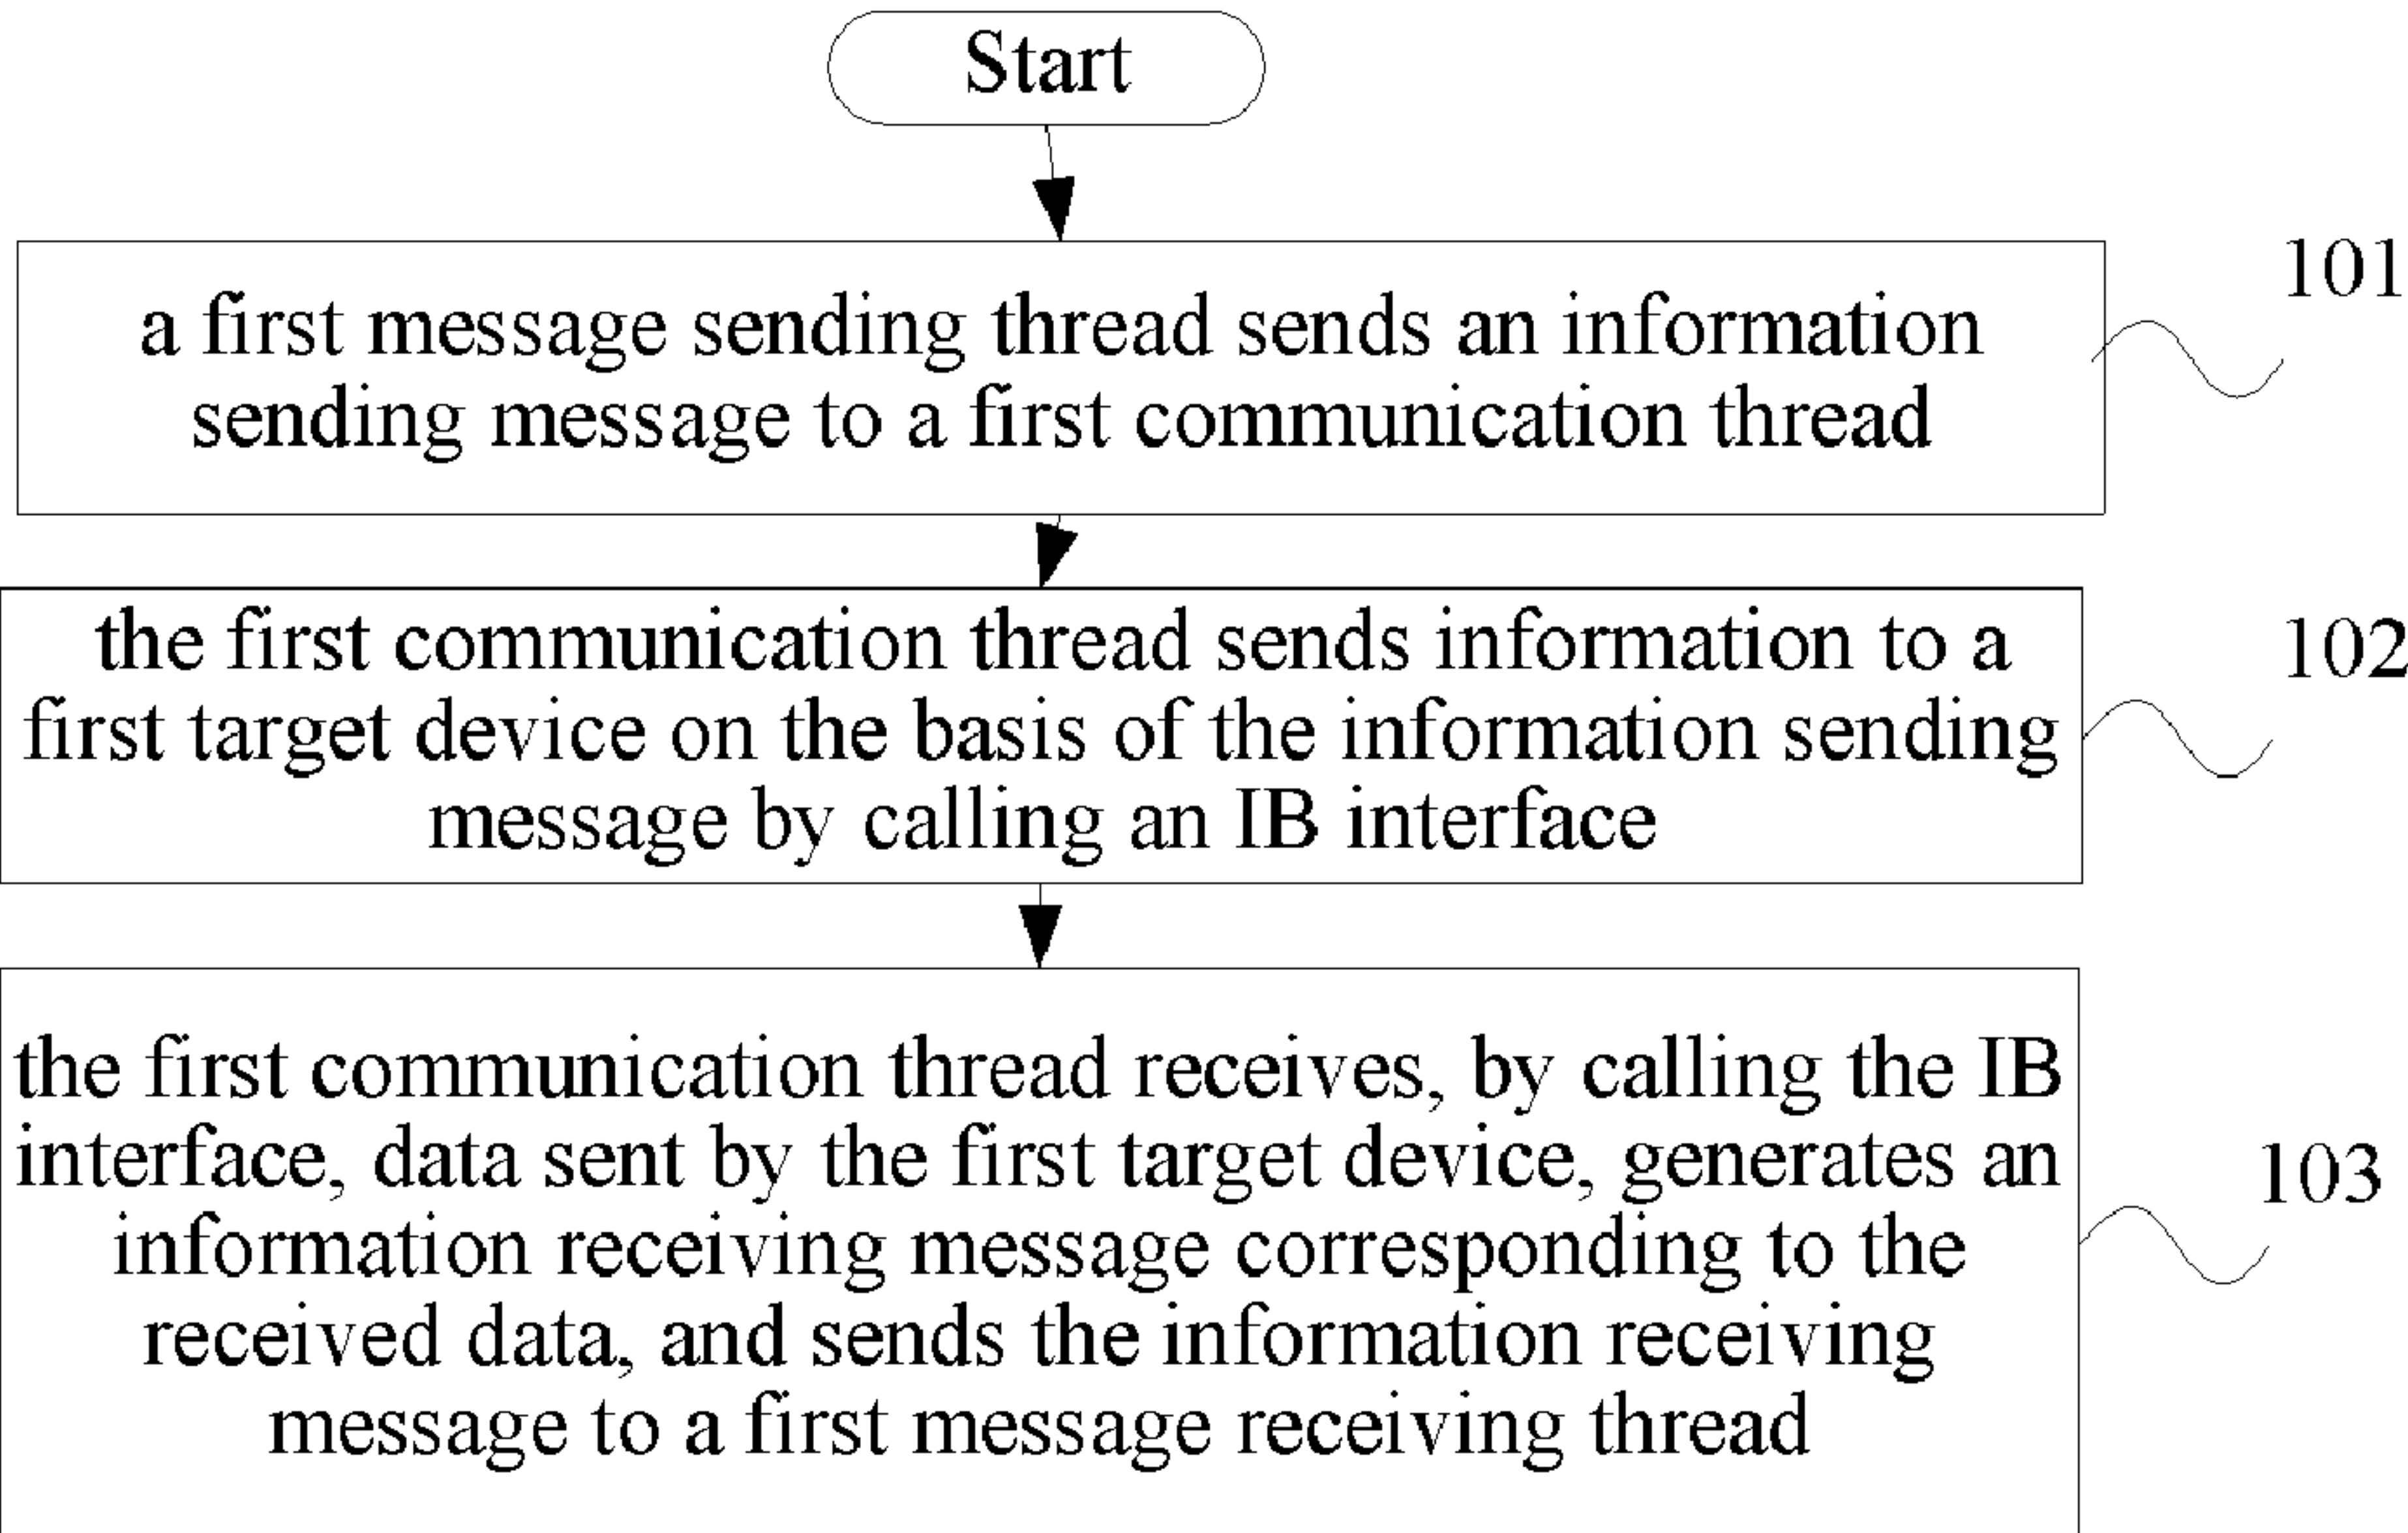 Start
101
a first message sending thread sends an information
sending message to a first communication thread
102
the first communication thread sends information to a
first target device on the basis of the information sending
message by calling an IB interface
103
the first communication thread receives, by calling the IB
interface, data sent by the first target device, generates an
information receiving message corresponding to the
received data, and sends the information receiving
message to a first message receiving thread